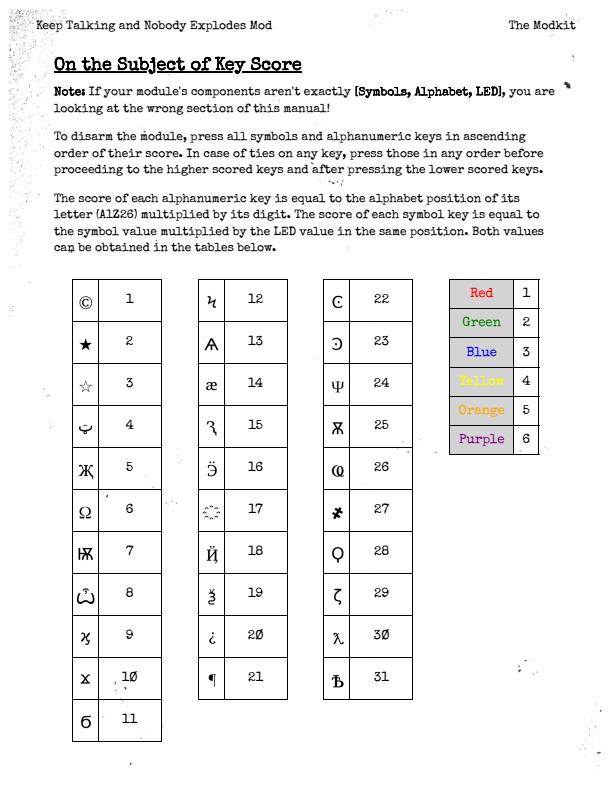 Keep Talking and Nobody Explodes Mod The Modkit
On the Subject of Key Score
Note: If your module's components aren't exactly [Symbols, Alphabet, LED], you are
looking at the wrong section of this manual!
To disarm the module, press all symbols and alphanumeric keys in ascending
order of their score. In case of ties on any key, press those in any order before
proceeding to the higher scored keys and after pressing the lower scored keys.
The score of each alphanumeric key is equal to the alphabet position of its
letter (A1Z26) multiplied by its digit. The score of each symbol key is equal to
the symbol value multiplied by the LED value in the same position. Both values
can be obtained in the tables below.
© 1
★ 2
☆ 3
ټ 4
Ж 5
Ω 6
Ѭ 7
Ѽ 8
ϗ 9
ϫ 10
б 11
Ϟ 12
Ѧ 13
æ 14
Ԇ 15
Ӭ 16
҈ 17
Ҋ 18
Ѯ 19
¿ 20
¶ 21
Ͼ 22
Ͽ 23
Ψ 24
Ѫ 25
Ҩ 26
҂ 27
Ϙ 28
ζ 29
ƛ 30
Ѣ 31
Red 1
Green 2
Blue 3
Yellow 4
Orange 5
Purple 6